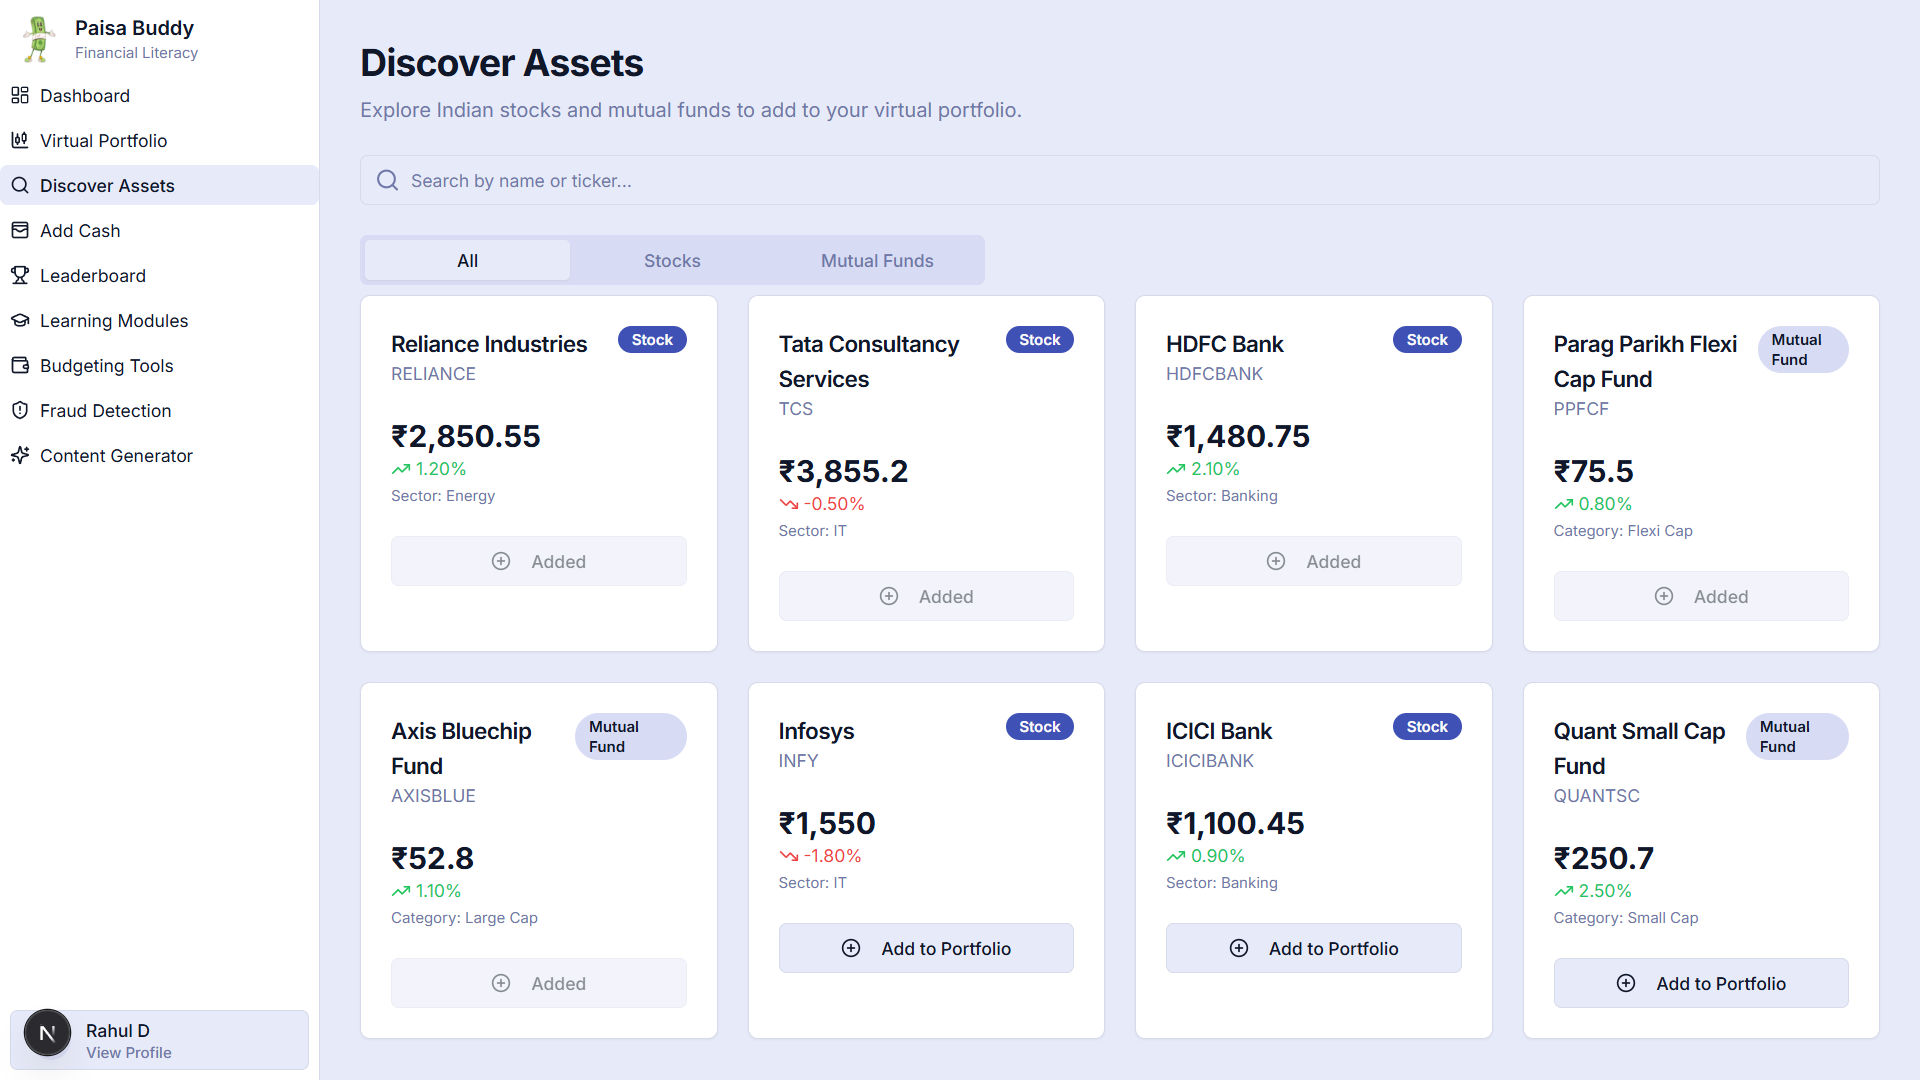 Paisa Buddy
Financial Literacy
Dashboard
Virtual Portfolio
Discover Assets
Add Cash
Leaderboard
Learning Modules
Budgeting Tools
Fraud Detection
Content Generator
N
Rahul D
View Profile
Discover Assets
Explore Indian stocks and mutual funds to add to your virtual portfolio.
Search by name or ticker...
All
Stocks
Mutual Funds
Reliance Industries
Stock
RELIANCE
₹2,850.55
1.20%
Sector: Energy
Added
Tata Consultancy
Services
Stock
TCS
₹3,855.2
-0.50%
Sector: IT
Added
HDFC Bank
Stock
HDFCBANK
₹1,480.75
2.10%
Sector: Banking
Added
Parag Parikh Flexi
Cap Fund
Mutual
Fund
PPFCF
₹75.5
0.80%
Category: Flexi Cap
Added
Axis Bluechip
Fund
Mutual
Fund
AXISBLUE
₹52.8
1.10%
Category: Large Cap
Added
Infosys
Stock
INFY
₹1,550
-1.80%
Sector: IT
Add to Portfolio
ICICI Bank
Stock
ICICIBANK
₹1,100.45
0.90%
Sector: Banking
Add to Portfolio
Quant Small Cap
Fund
Mutual
Fund
QUANTSC
₹250.7
2.50%
Category: Small Cap
Add to Portfolio